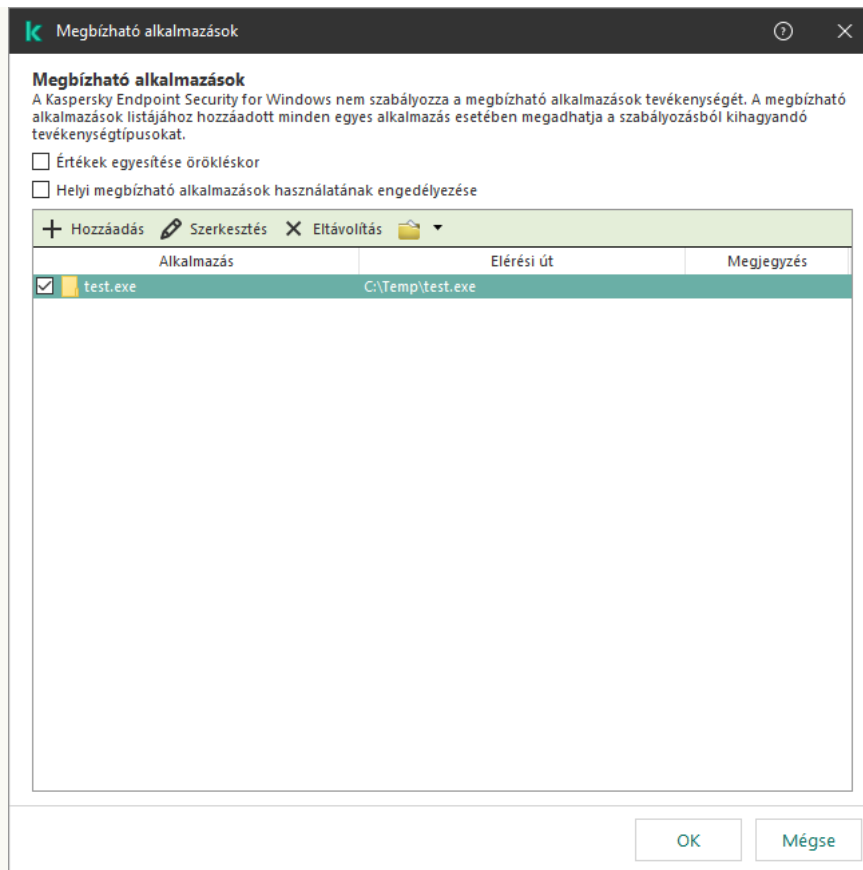 Megbízható alkalmazások
Megbízható alkalmazások
A Kaspersky Endpoint Security for Windows nem szabályozza a megbízható alkalmazások tevékenységét. A megbízható
alkalmazások listájához hozzáadott minden egyes alkalmazás esetében megadhatja a szabályozásból kihagyandó
tevékenységtípusokat.
Értékek egyesítése örökléskor
Helyi megbízható alkalmazások használatának engedélyezése
Hozzáadás Szerkesztés Eltávolítás
Alkalmazás Elérési út Megjegyzés
test.exe C:\Temp\test.exe
OK Mégse